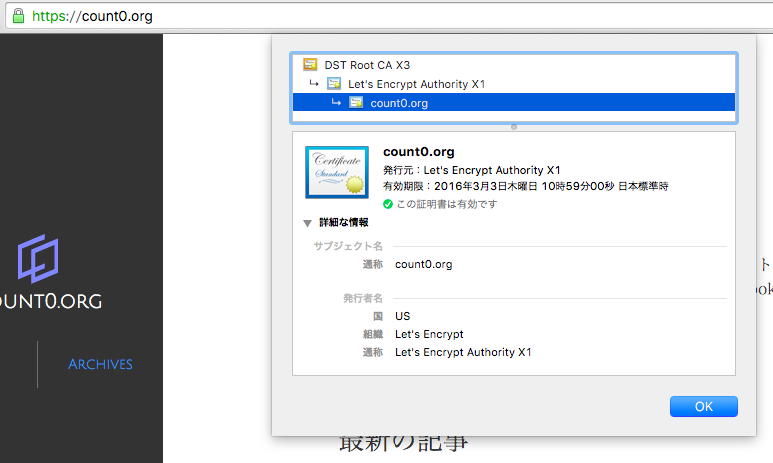 https://count0.org
DST Root CA X3
Let's Encrypt Authority X1
count0.org
Certificate
Standard
count0.org
発行元：Let's Encrypt Authority X1
有効期限：2016年3月3日木曜日 10時59分00秒 日本標準時
この証明書は有効です
詳細な情報
サブジェクト名
通称 count0.org
発行者名
国 US
組織 Let's Encrypt
通称 Let's Encrypt Authority X1
OK
OUNT0.ORG
ARCHIVES
ト
ook
最新の記事